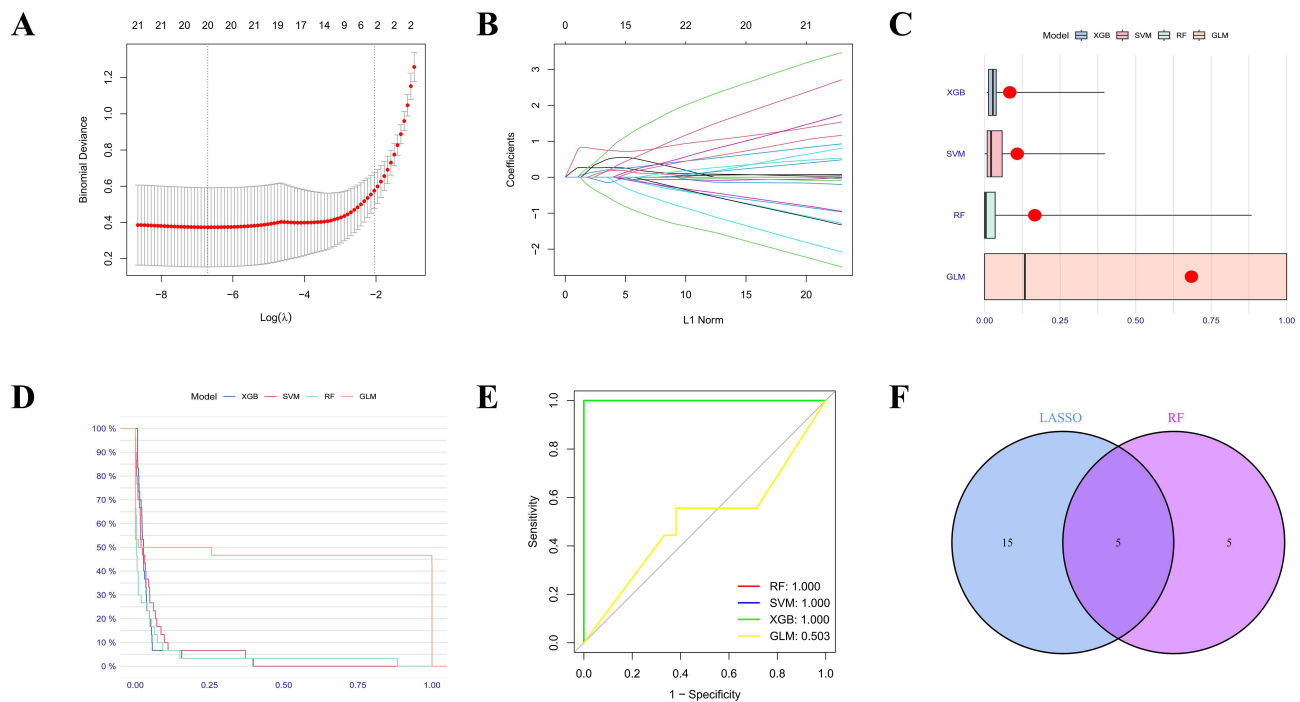 A
21 21 20 20 20 21 19 17 14 9 6 2 2 2
Binomial Deviance
1.2
1.0
0.8
0.6
0.4
0.2
−8 −6 −4 −2
Log(λ)
B
0 15 22 20 21
Coefficients
3
2
1
0
−1
−2
0 5 10 15 20
L1 Norm
C
Model XGB SVM RF GLM
XGB
SVM
RF
GLM
0.00 0.25 0.50 0.75 1.00
D
Model XGB SVM RF GLM
100 %
90 %
80 %
70 %
60 %
50 %
40 %
30 %
20 %
10 %
0 %
0.00 0.25 0.50 0.75 1.00
E
Sensitivity
1.0
0.8
0.6
0.4
0.2
0.0
RF: 1.000
SVM: 1.000
XGB: 1.000
GLM: 0.503
0.0 0.2 0.4 0.6 0.8 1.0
1 − Specificity
F
LASSO RF
15 5 5